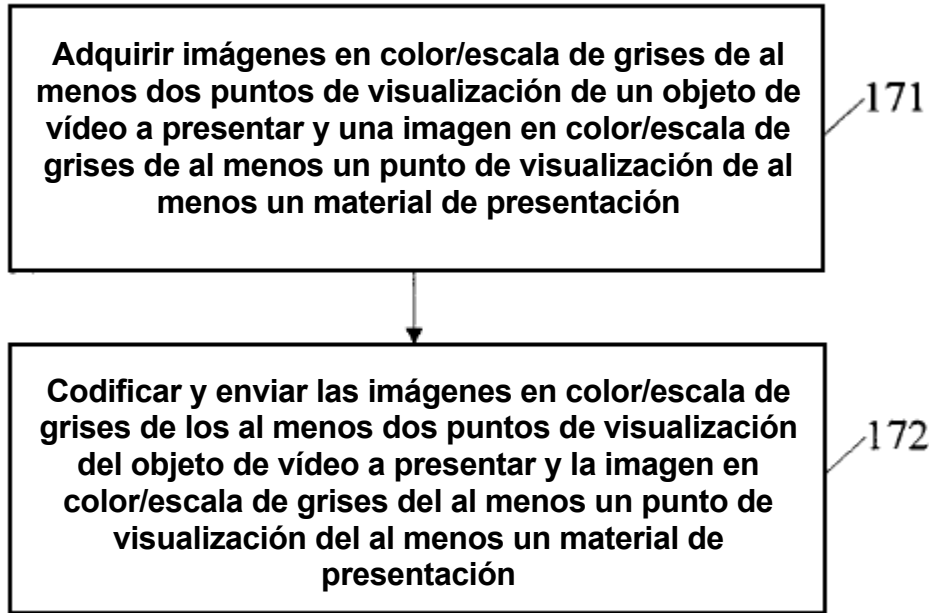 Adquirir imágenes en color/escala de grises de al
menos dos puntos de visualización de un objeto de
vídeo a presentar y una imagen en color/escala de
grises de al menos un punto de visualización de al
menos un material de presentación
171
Codificar y enviar las imágenes en color/escala de
grises de los al menos dos puntos de visualización
del objeto de vídeo a presentar y la imagen en
color/escala de grises del al menos un punto de
visualización del al menos un material de
presentación
172